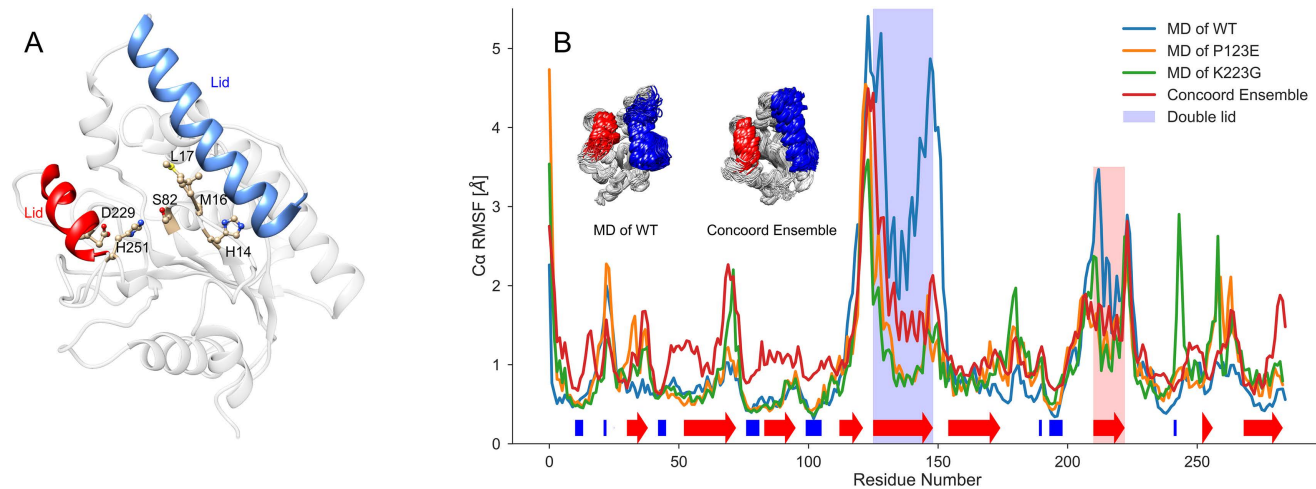 A
Lid
L17
S82
M16
Lid
D229
H251
H14
B
MD of WT
MD of P123E
MD of K223G
Concoord Ensemble
Double lid
MD of WT
Concoord Ensemble
Cα RMSF [Å]
5
4
3
2
1
0
0
50
100
150
200
250
Residue Number